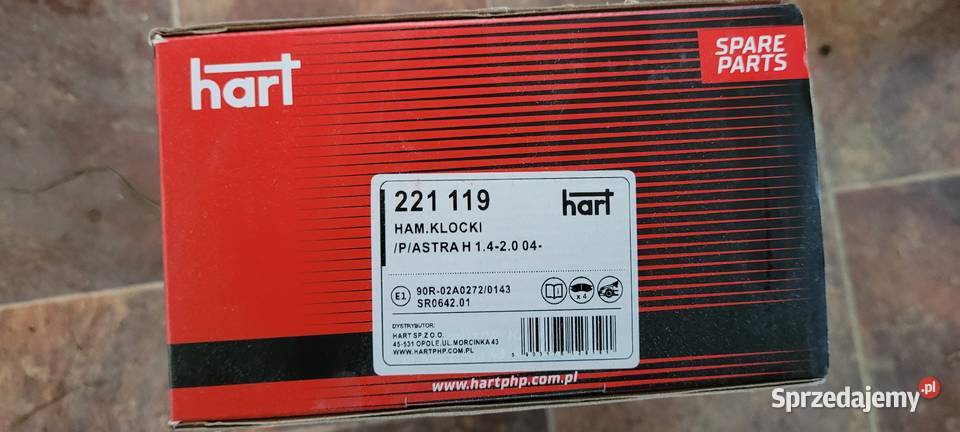 hart
SPARE
PARTS
221 119
hart
HAM.KLOCKI
/P/ASTRA H 1.4-2.0 04-
E1
90R-02A0272/0143
SR0642.01
x 4
DYSTRYBUTOR:
HART SP. Z O.O.
45-531 OPOLE,UL.MORCINKA 43
WWW.HARTPHP.COM.PL
www.hartphp.com.pl
Sprzedajemy.pl